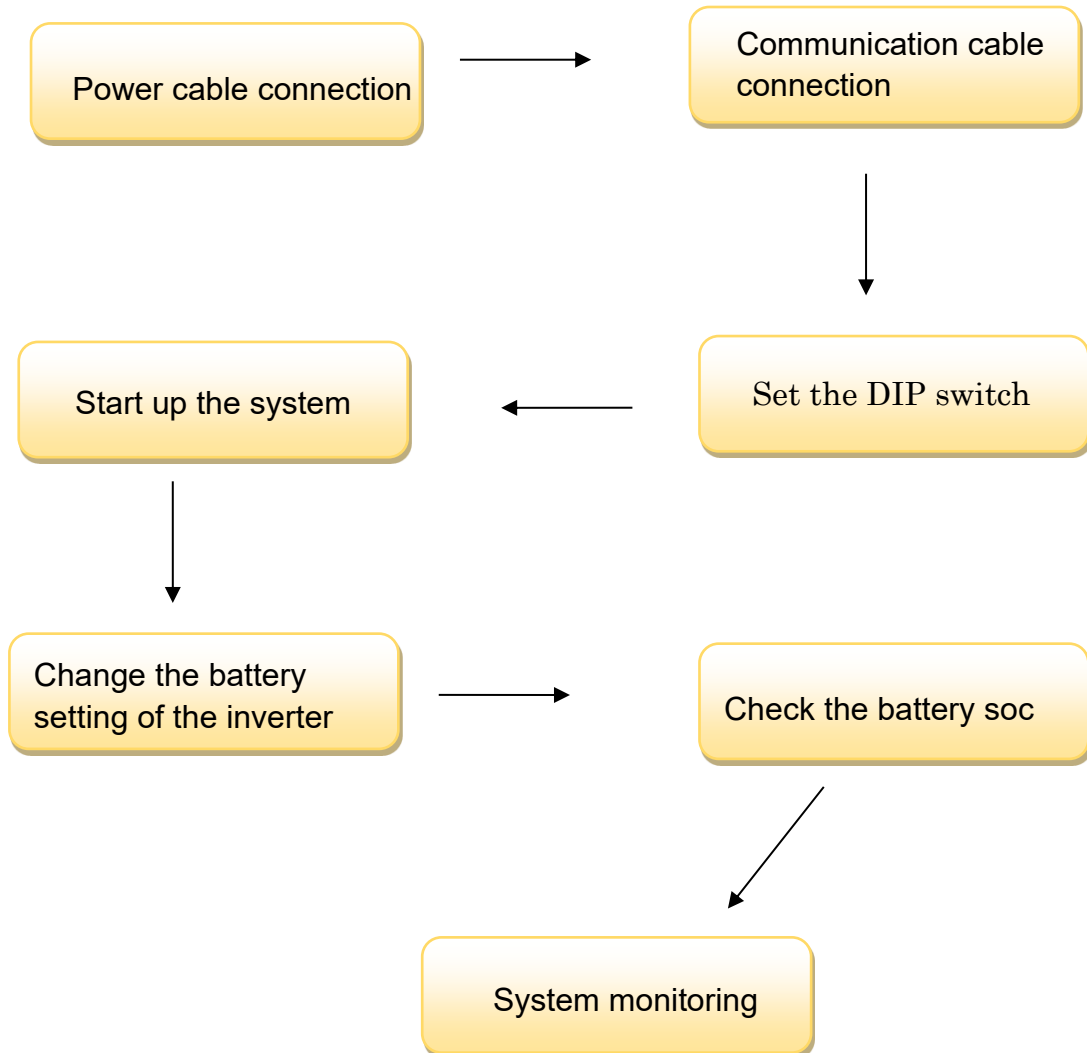 Power cable connection
Communication cable
connection
Set the DIP switch
Start up the system
Change the battery
setting of the inverter
Check the battery soc
System monitoring